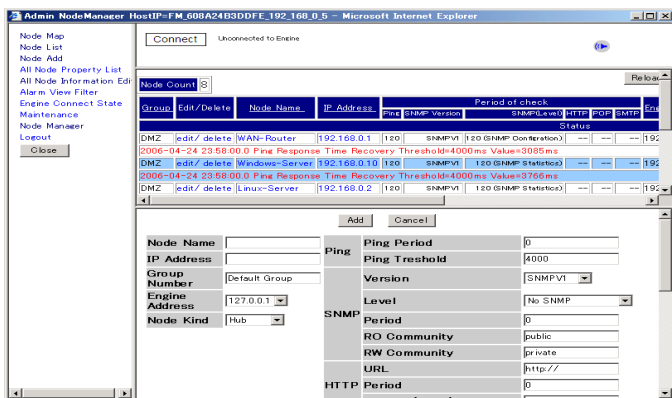 Admin NodeManager HostIP=FM_608A24B3DDFE_192_168_0_5 - Microsoft Internet Explorer
Node Map
Node List
Node Add
All Node Property List
All Node Information Edi
Alarm View Filter
Engine Connect State
Maintenance
Node Manager
Logout
Close
Connect Unconnected to Engine
Node Count 8
Reload
Group Edit/Delete Node Name IP Address Period of check
Ping SNMP Version SNMP(Level) HTTP POP SMTP
Status
DMZ edit/ delete WAN-Router 192.168.0.1 120 SNMPV1 120 (SNMP Configration) -- -- -- 192
2006-04-24 23:58:00.0 Ping Response Time Recovery Threshold=4000ms Value=3085ms
DMZ edit/ delete Windows-Server 192.168.0.10 120 SNMPV1 120 (SNMP Statistics) -- -- -- 192
2006-04-24 23:58:00.0 Ping Response Time Recovery Threshold=4000ms Value=3766ms
DMZ edit/ delete Linux-Server 192.168.0.2 120 SNMPV1 120 (SNMP Statistics) -- -- -- 192
Add Cancel
Node Name
IP Address
Group Number Default Group
Engine Address 127.0.0.1
Node Kind Hub
Ping
Ping Period 0
Ping Treshold 4000
SNMP
Version SNMPV1
Level No SNMP
Period 0
RO Community public
RW Community private
HTTP
URL http://
Period 0